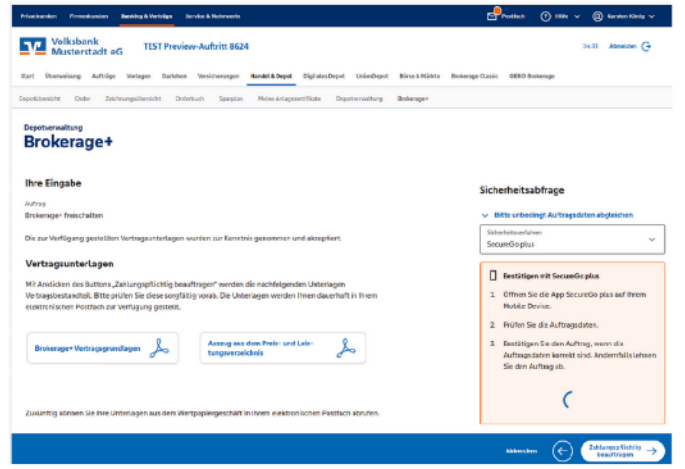 Privatkunden Firmenkunden Banking & Verträge Service & Mehrwerte Postfach Hilfe Karsten König
Volksbank
Musterstadt eG
TEST Preview-Auftritt 8624
Abmelden
Start Überweisung Aufträge Vorlagen Darlehen Versicherungen Handel & Depot DigitalesDepot UnionDepot Börse & Märkte Brokerage Classic GENO Brokerage
Depotübersicht Order Zeichnungsübersicht Orderbuch Sparplan Meine Anlagezertifikate Depotverwaltung Brokerage+
Depotverwaltung
Brokerage+
Ihre Eingabe
Auftrag
Brokerage+ freischalten
Die zur Verfügung gestellten Vertragsunterlagen wurden zur Kenntnis genommen und akzeptiert.
Vertragsunterlagen
Mit Anklicken des Buttons „Zahlungspflichtig beauftragen" werden die nachfolgenden Unterlagen
Vertragsbestandteil. Bitte prüfen Sie diese sorgfältig vorab. Die Unterlagen werden Ihnen dauerhaft in Ihrem
elektronischen Postfach zur Verfügung gestellt.
Brokerage+ Vertragsgrundlagen
Auszug aus dem Preis- und Leis-
tungsverzeichnis
Zukünftig können Sie Ihre Unterlagen aus dem Wertpapiergeschäft in Ihrem elektronischen Postfach abrufen.
Sicherheitsabfrage
Bitte unbedingt Auftragsdaten abgleichen
Sicherheitsverfahren
SecureGo plus
Bestätigen mit SecureGo plus
1. Öffnen Sie die App SecureGo plus auf Ihrem
Mobile Device.
2. Prüfen Sie die Auftragsdaten.
3. Bestätigen Sie den Auftrag, wenn die
Auftragsdaten korrekt sind. Andernfalls lehnen
Sie den Auftrag ab.
Abbrechen
Zahlungspflichtig
beauftragen